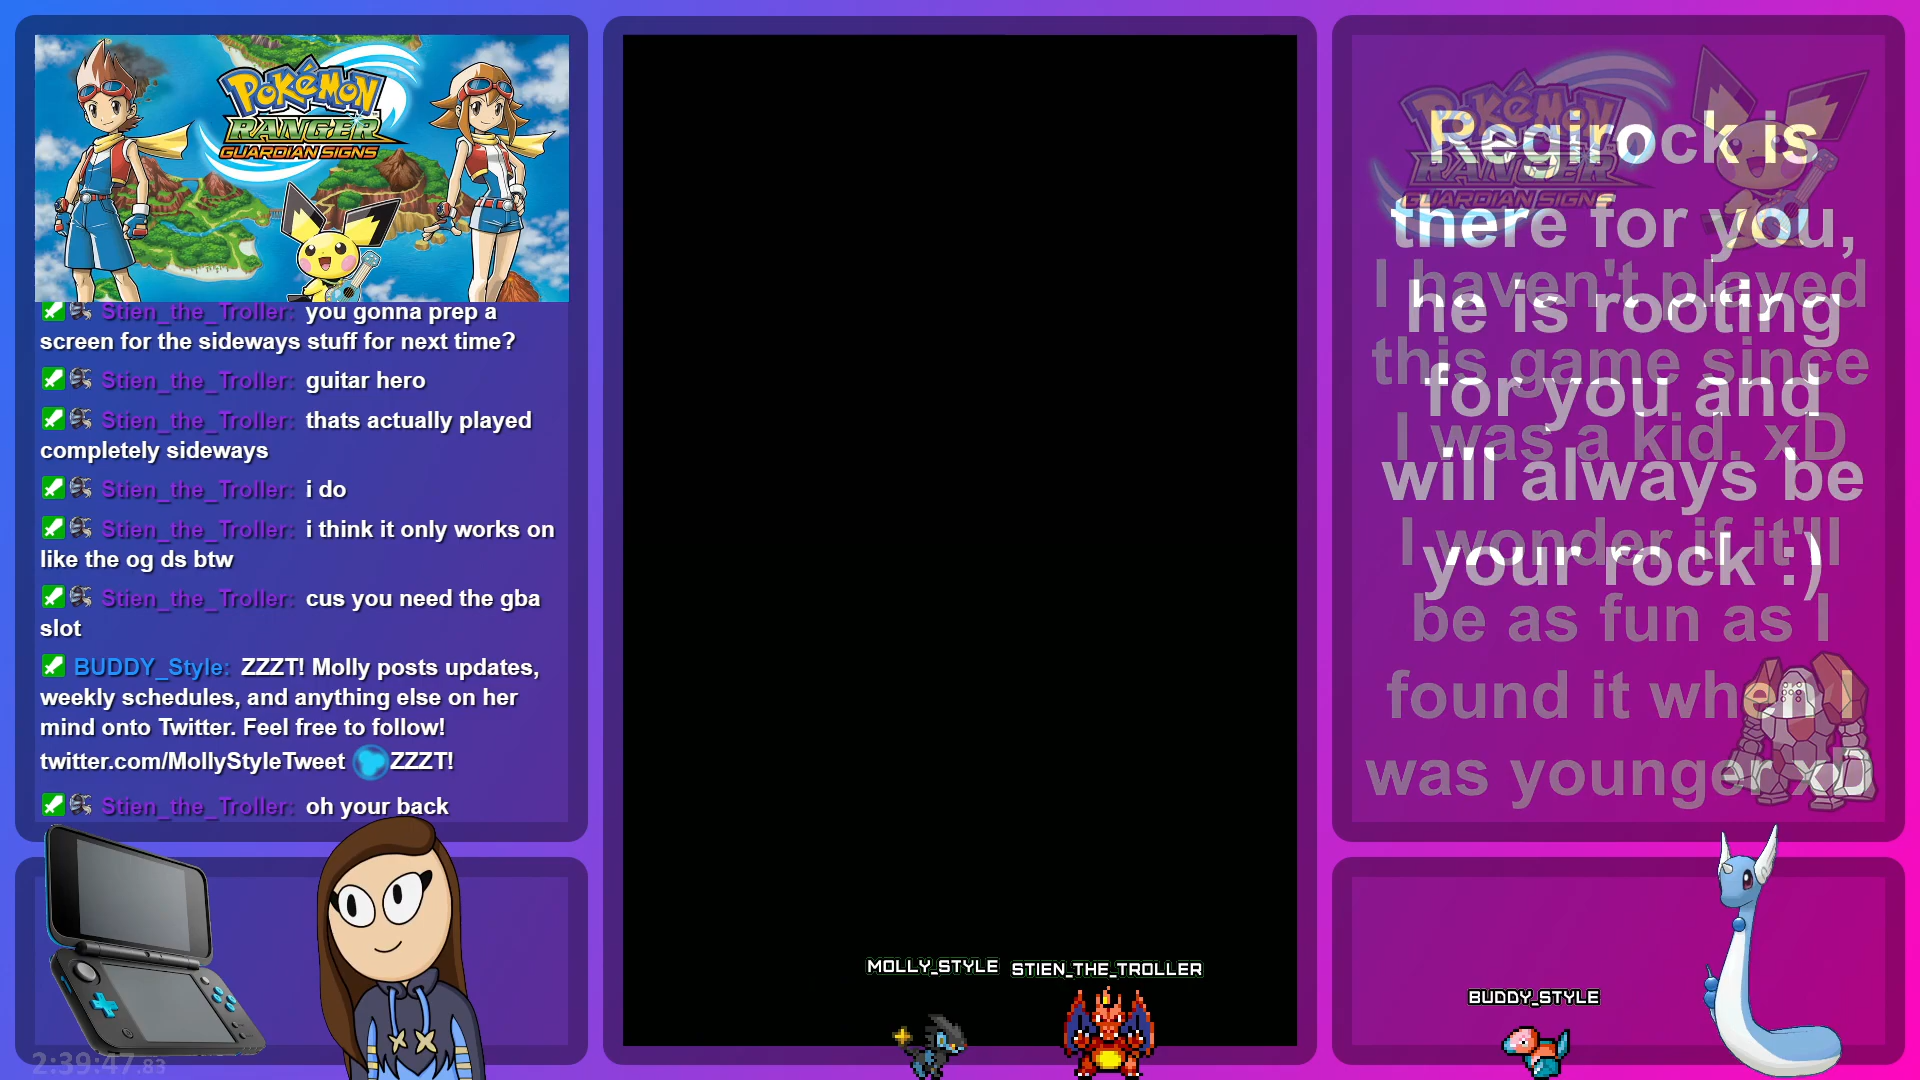 POKÉMON
RANGER
GUARDIAN SIGNS
Stien_the_Troller: you gonna prep a
screen for the sideways stuff for next time?
Stien_the_Troller: guitar hero
Stien_the_Troller: thats actually played
completely sideways
Stien_the_Troller: i do
Stien_the_Troller: i think it only works on
like the og ds btw
Stien_the_Troller: cus you need the gba
slot
BUDDY_Style: ZZZT! Molly posts updates,
weekly schedules, and anything else on her
mind onto Twitter. Feel free to follow!
twitter.com/MollyStyleTweet ZZZT!
Stien_the_Troller: oh your back
2:39:47.83
MOLLY_STYLE
STIEN_THE_TROLLER
POKÉMON
RANGER
GUARDIAN SIGNS
Regirock is
there for you,
he is rooting
for you and
will always be
your rock :)
I haven't played
this game since
I was a kid. xD
I wonder if it'll
be as fun as I
found it when I
was younger xD
BUDDY_STYLE